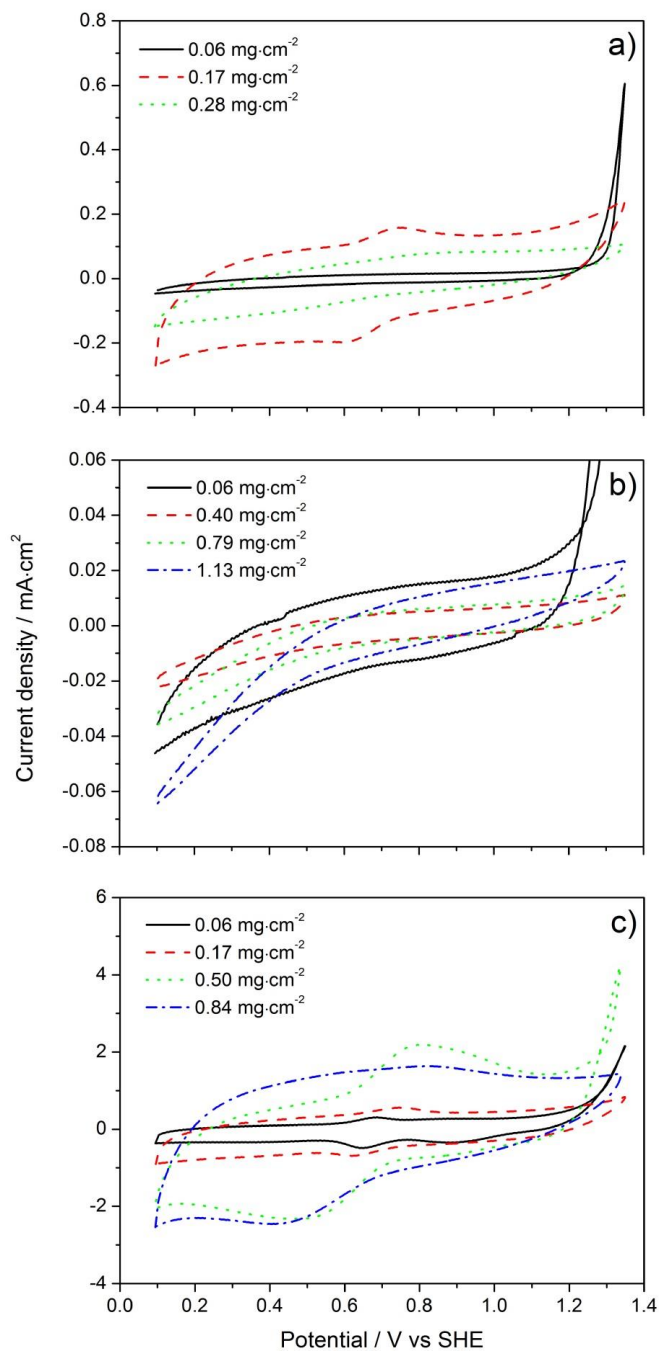 a)
0.06 mg·cm-2
0.17 mg·cm-2
0.28 mg·cm-2
0.8
0.6
0.4
0.2
0.0
-0.2
-0.4
b)
0.06 mg·cm-2
0.40 mg·cm-2
0.79 mg·cm-2
1.13 mg·cm-2
0.06
0.04
0.02
0.00
-0.02
-0.04
-0.06
-0.08
Current density / mA·cm2
c)
0.06 mg·cm-2
0.17 mg·cm-2
0.50 mg·cm-2
0.84 mg·cm-2
6
4
2
0
-2
-4
0.0 0.2 0.4 0.6 0.8 1.0 1.2 1.4
Potential / V vs SHE